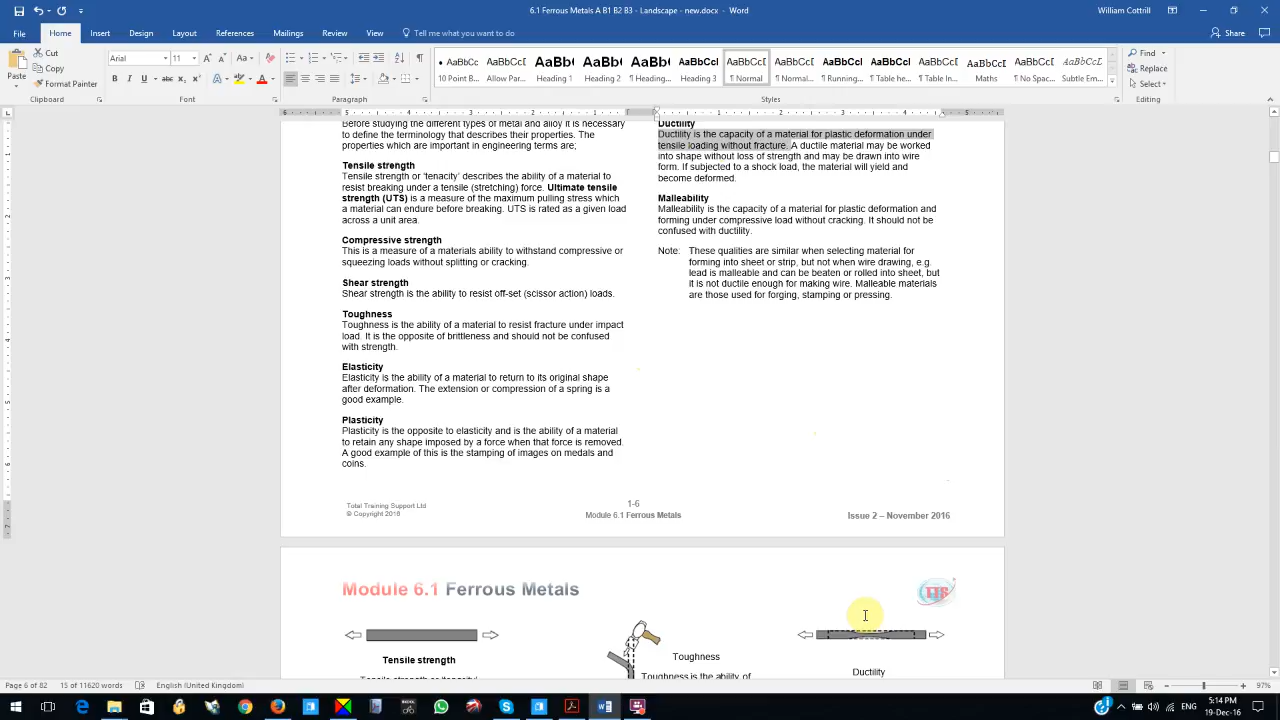 6.1 Ferrous Metals A B1 B2 B3 - Landscape - new.docx - Word
William Cottrill
File
Home
Insert
Design
Layout
References
Mailings
Review
View
Tell me what you want to do
Share
Paste
Cut
Copy
Format Painter
Clipboard
Arial
11
Font
Paragraph
AaBbCc
AaBbCc
AaBbC
AaBbC
AaBbC
AaBbCc
AaBbCcD
AaBbCcD
AaBbCcI
AaBbCcI
AaBbCcD
AaBbCcD
AaBbCcD
AaBbCcD
10 Point B...
Allow Par...
Heading 1
Heading 2
¶ Heading...
Heading 3
¶ Normal
¶ Normal...
¶ Running...
¶ Table he...
¶ Table In...
Maths
¶ No Spac...
Subtle Em...
Styles
Find
Replace
Select
Editing
Before studying the different types of metal and alloy it is necessary
to define the terminology that describes their properties. The
properties which are important in engineering terms are;
Tensile strength
Tensile strength or 'tenacity' describes the ability of a material to
resist breaking under a tensile (stretching) force. Ultimate tensile
strength (UTS) is a measure of the maximum pulling stress which
a material can endure before breaking. UTS is rated as a given load
across a unit area.
Compressive strength
This is a measure of a materials ability to withstand compressive or
squeezing loads without splitting or cracking.
Shear strength
Shear strength is the ability to resist off-set (scissor action) loads.
Toughness
Toughness is the ability of a material to resist fracture under impact
load. It is the opposite of brittleness and should not be confused
with strength.
Elasticity
Elasticity is the ability of a material to return to its original shape
after deformation. The extension or compression of a spring is a
good example.
Plasticity
Plasticity is the opposite to elasticity and is the ability of a material
to retain any shape imposed by a force when that force is removed.
A good example of this is the stamping of images on medals and
coins.
Ductility
Ductility is the capacity of a material for plastic deformation under
tensile loading without fracture. A ductile material may be worked
into shape without loss of strength and may be drawn into wire
form. If subjected to a shock load, the material will yield and
become deformed.
Malleability
Malleability is the capacity of a material for plastic deformation and
forming under compressive load without cracking. It should not be
confused with ductility.
Note: These qualities are similar when selecting material for
forming into sheet or strip, but not when wire drawing, e.g.
lead is malleable and can be beaten or rolled into sheet, but
it is not ductile enough for making wire. Malleable materials
are those used for forging, stamping or pressing.
Total Training Support Ltd
© Copyright 2016
1-6
Module 6.1 Ferrous Metals
Issue 2 – November 2016
Module 6.1 Ferrous Metals
TTS
Tensile strength
Toughness
Toughness is the ability of
Ductility
Page 6 of 82
15 of 11620 words
English (United Kingdom)
97%
ENG
5:14 PM
19-Dec-16